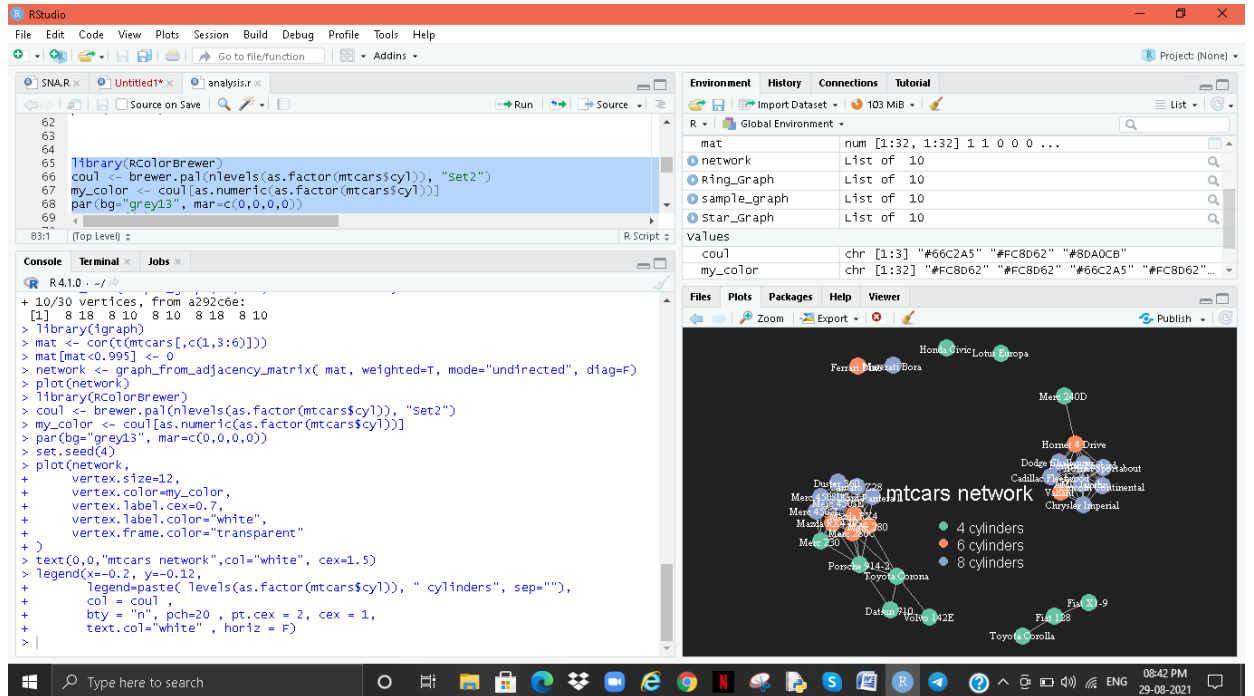 RStudio
File Edit Code View Plots Session Build Debug Profile Tools Help
Go to file/function Addins Project: (None)
SNA.R Untitled1* analysis.r
Source on Save Run Source
62
63
64
65 library(RColorBrewer)
66 coul <- brewer.pal(nlevels(as.factor(mtcars$cyl)), "Set2")
67 my_color <- coul[as.numeric(as.factor(mtcars$cyl))]
68 par(bg="grey13", mar=c(0,0,0,0))
69
83:1 (Top Level) R Script
Console Terminal Jobs
R 4.1.0 · ~/
+ 10/30 vertices, from a292c6e:
[1] 8 18 8 10 8 10 8 18 8 10
> library(igraph)
> mat <- cor(t(mtcars[,c(1,3:6)]))
> mat[mat<0.995] <- 0
> network <- graph_from_adjacency_matrix( mat, weighted=T, mode="undirected", diag=F)
> plot(network)
> library(RColorBrewer)
> coul <- brewer.pal(nlevels(as.factor(mtcars$cyl)), "Set2")
> my_color <- coul[as.numeric(as.factor(mtcars$cyl))]
> par(bg="grey13", mar=c(0,0,0,0))
> set.seed(4)
> plot(network,
+ vertex.size=12,
+ vertex.color=my_color,
+ vertex.label.cex=0.7,
+ vertex.label.color="white",
+ vertex.frame.color="transparent"
+ )
> text(0,0,"mtcars network",col="white", cex=1.5)
> legend(x=-0.2, y=-0.12,
+ legend=paste( levels(as.factor(mtcars$cyl)), " cylinders", sep=""),
+ col = coul ,
+ bty = "n", pch=20 , pt.cex = 2, cex = 1,
+ text.col="white" , horiz = F)
>
Environment History Connections Tutorial
Import Dataset 103 MiB List
R Global Environment
mat num [1:32, 1:32] 1 1 0 0 0 ...
network List of 10
Ring_Graph List of 10
sample_graph List of 10
Star_Graph List of 10
Values
coul chr [1:3] "#66C2A5" "#FC8D62" "#8DA0CB"
my_color chr [1:32] "#FC8D62" "#FC8D62" "#66C2A5" "#FC8D62"...
Files Plots Packages Help Viewer
Zoom Export Publish
Honda Civic Lotus Europa
Ferrari Maserati Bora
Merc 240D
Hornet 4 Drive
Dodge
Cadillac Fleetwood Continental
Valiant
Chrysler Imperial
Duster Z28
Merc
mtcars network
Mazda RX4
Merc 280
Merc 280C
Merc 230
4 cylinders
6 cylinders
8 cylinders
Porsche 914-2
Toyota Corona
Datsun 710
Volvo 142E
Fiat X1-9
Fiat 128
Toyota Corolla
Type here to search
ENG
08:42 PM
29-08-2021